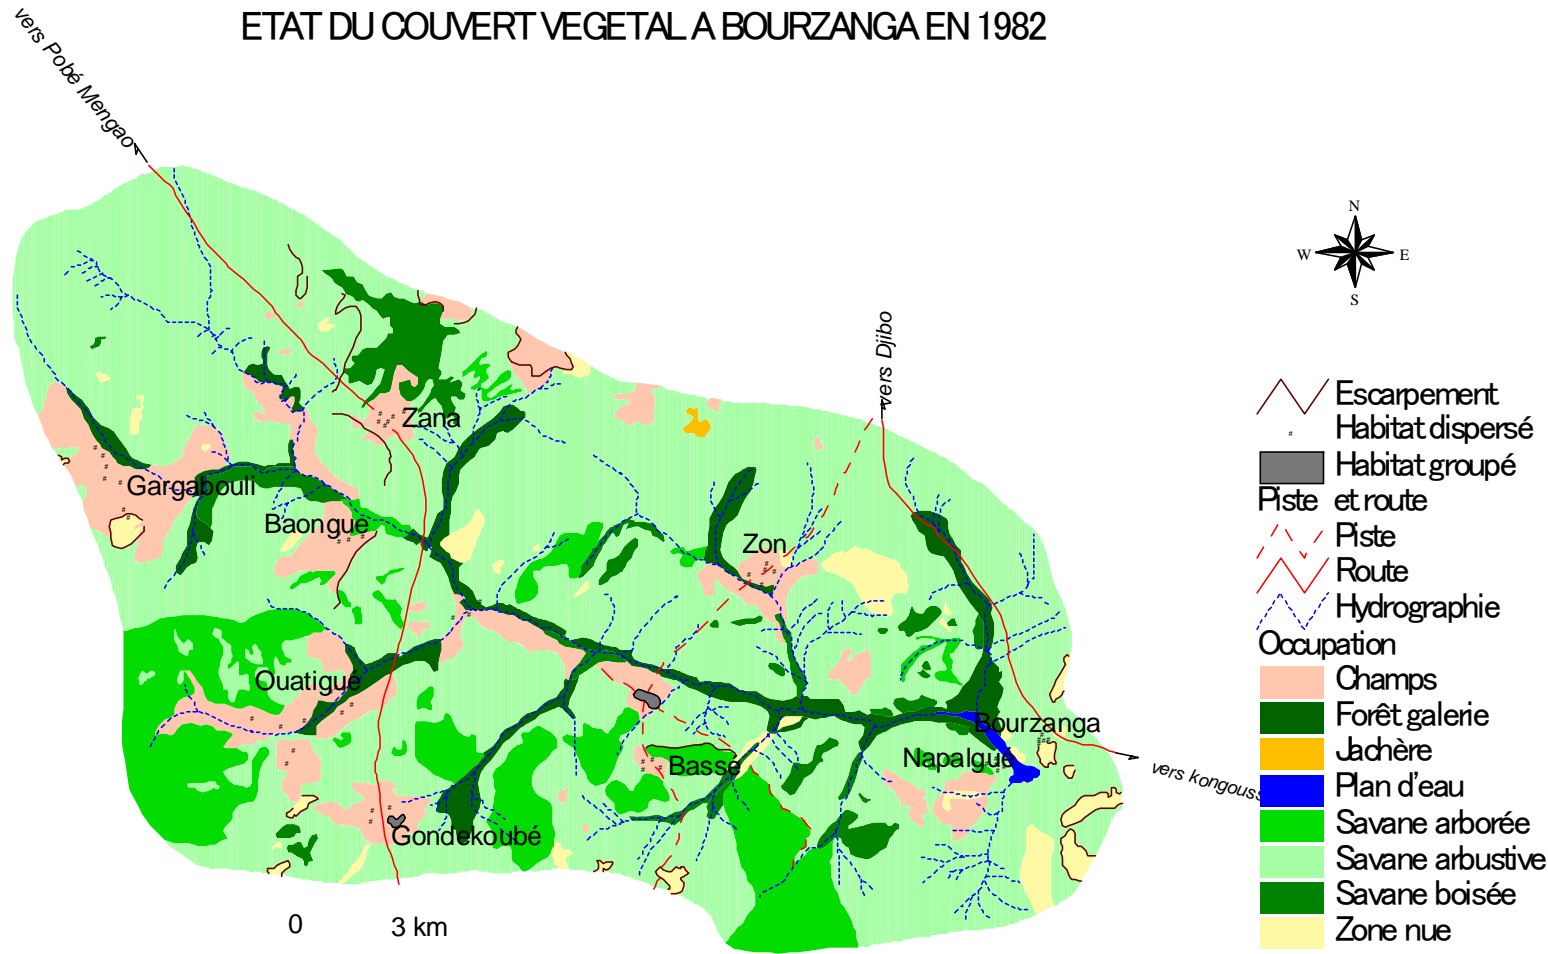 ETAT DU COUVERT VEGETAL A BOURZANGA EN 1982
vers Pobé Mengao
N
W
E
S
vers Djibo
Zana
Gargabouli
Baongue
Zon
Ouatigue
Bourzanga
Napalgue
Basse
vers kongouss
Gondekoubé
0
3 km
Escarpement
Habitat dispersé
Habitat groupé
Piste et route
Piste
Route
Hydrographie
Occupation
Champs
Forêt galerie
Jachère
Plan d'eau
Savane arborée
Savane arbustive
Savane boisée
Zone nue